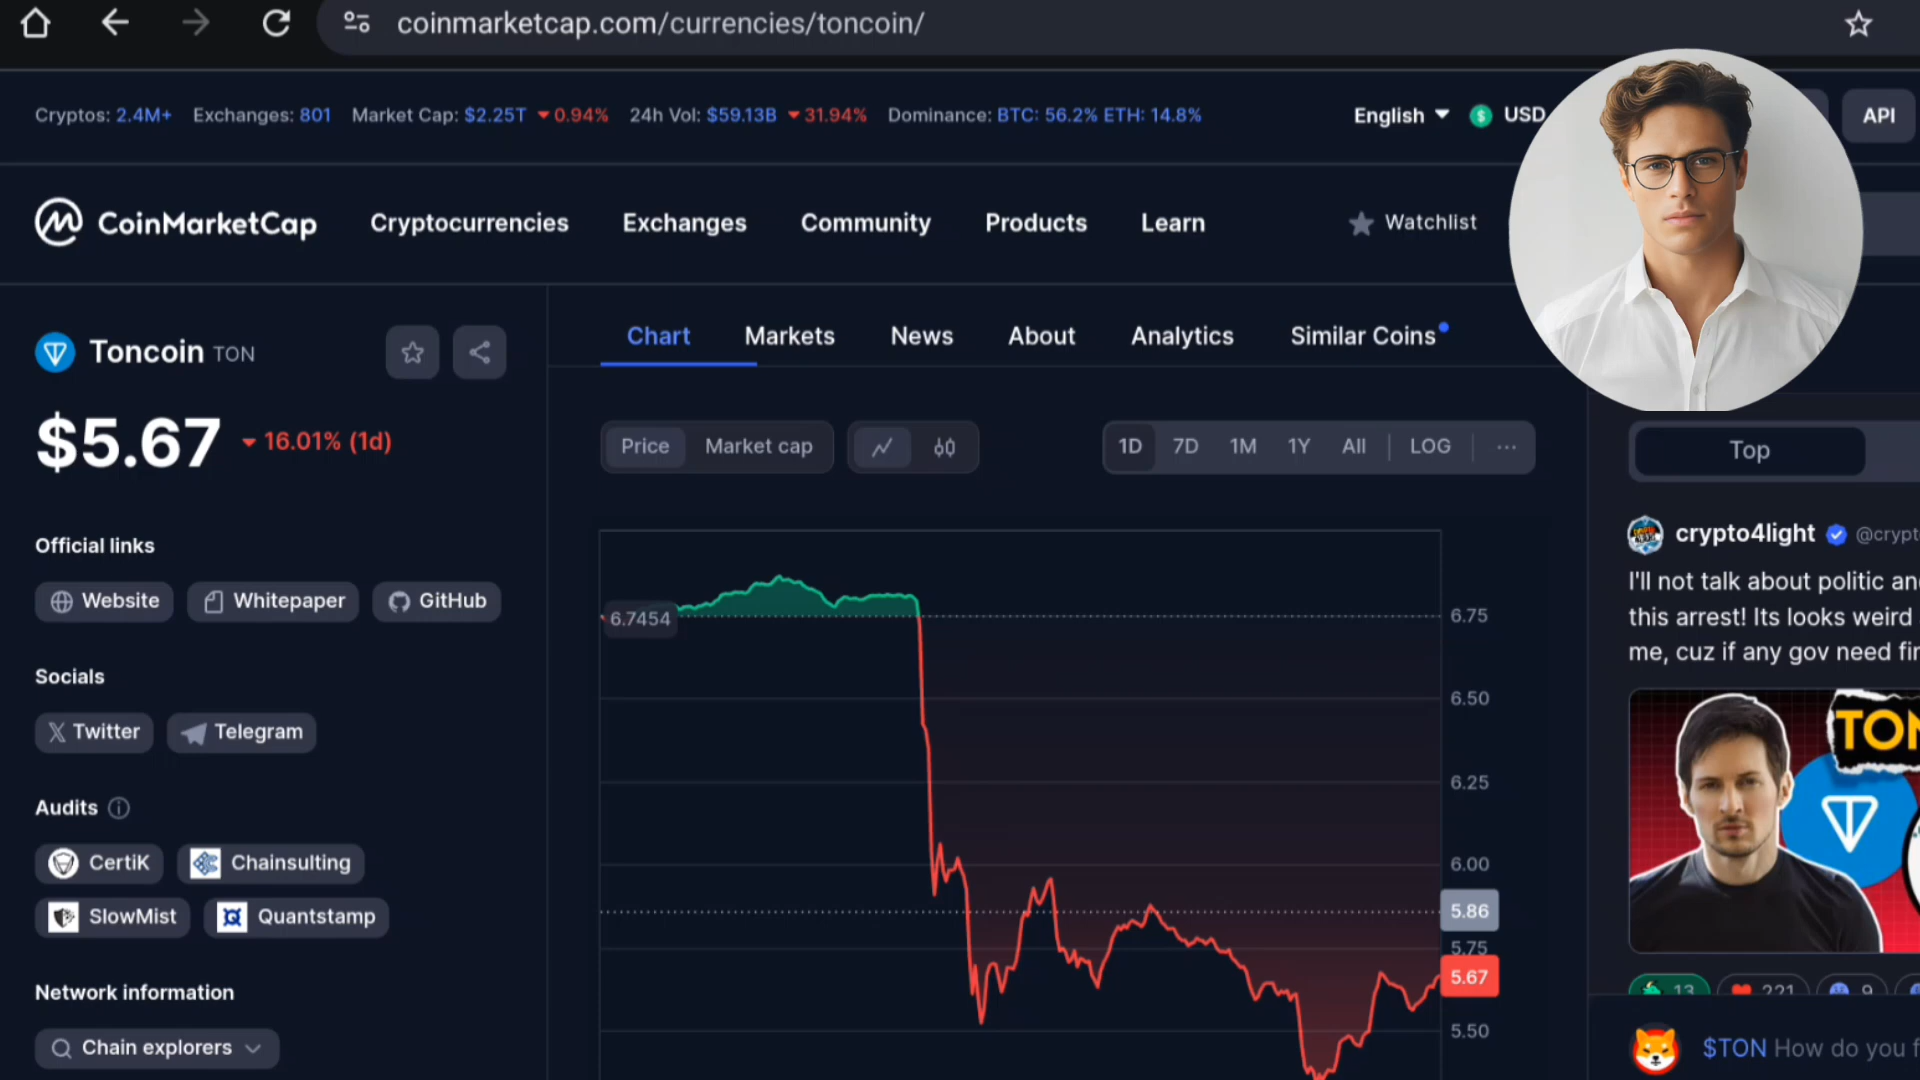 coinmarketcap.com/currencies/toncoin/
Cryptos: 2.4M+ Exchanges: 801 Market Cap: $2.25T 0.94% 24h Vol: $59.13B 31.94% Dominance: BTC: 56.2% ETH: 14.8%
English USD API
CoinMarketCap Cryptocurrencies Exchanges Community Products Learn Watchlist
Toncoin TON
$5.67 16.01% (1d)
Official links
Website Whitepaper GitHub
Socials
Twitter Telegram
Audits
CertiK Chainsulting
SlowMist Quantstamp
Network information
Chain explorers
Chart Markets News About Analytics Similar Coins
Price Market cap 1D 7D 1M 1Y All LOG
6.7454
6.75
6.50
6.25
6.00
5.86
5.75
5.67
5.50
Top
crypto4light @crypt
I'll not talk about politic an
this arrest! Its looks weird
me, cuz if any gov need fi
TON
13 221 9
$TON How do you f